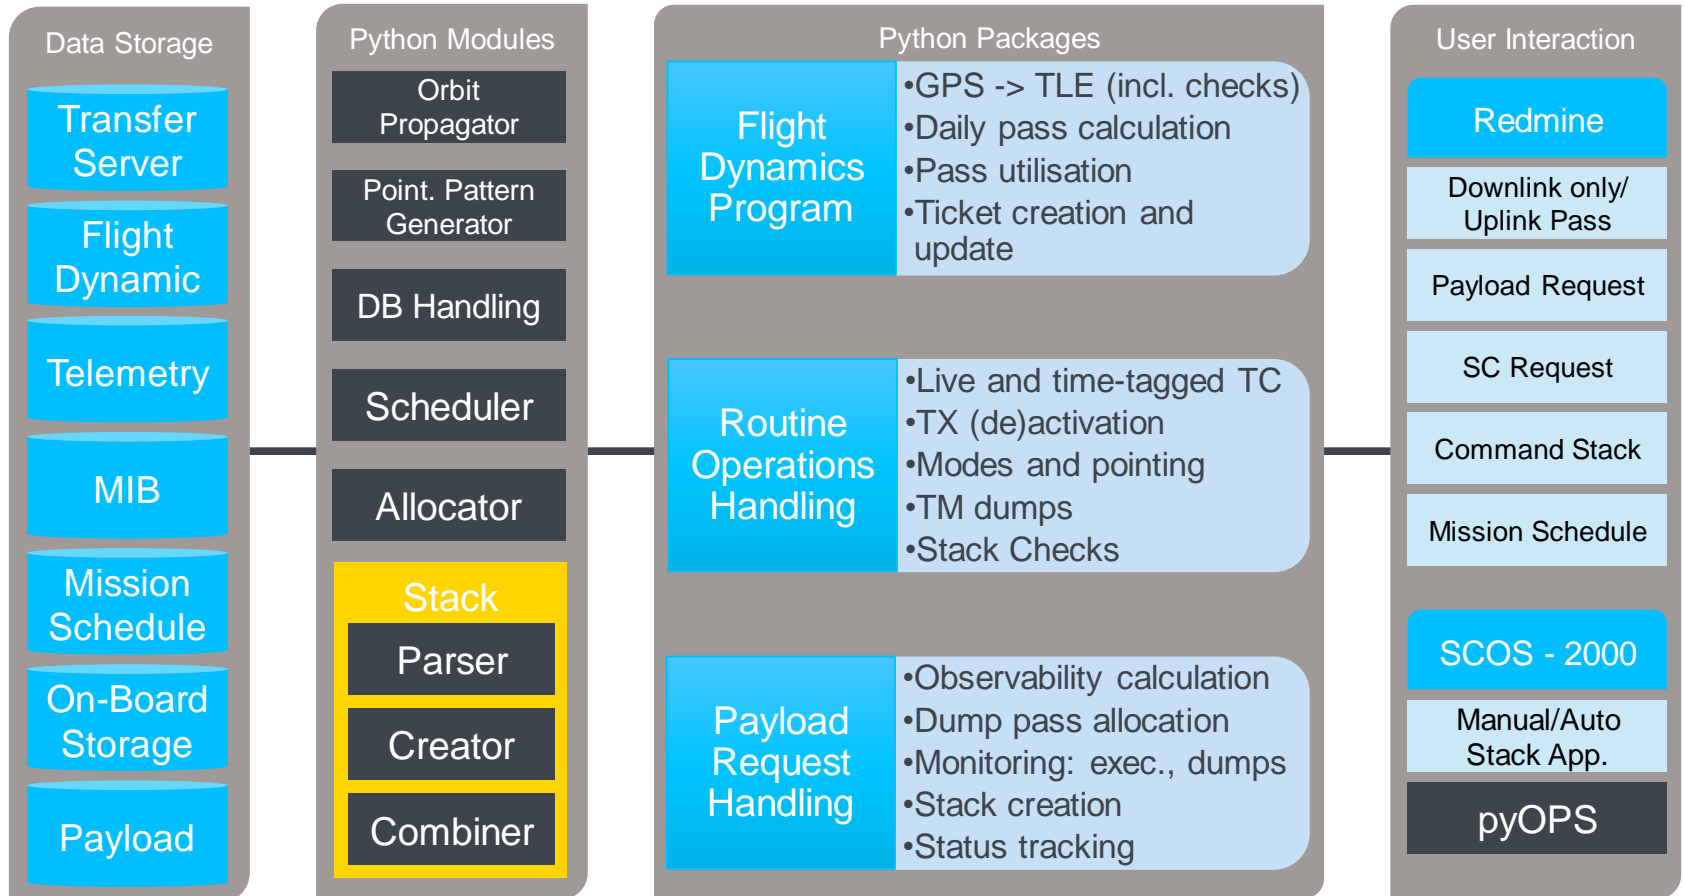 Data Storage
Transfer
Server
Flight
Dynamic
Telemetry
MIB
Mission
Schedule
On-Board
Storage
Payload
Python Modules
Orbit
Propagator
Point. Pattern
Generator
DB Handling
Scheduler
Allocator
Stack
Parser
Creator
Combiner
Python Packages
Flight
Dynamics
Program
•GPS -> TLE (incl. checks)
•Daily pass calculation
•Pass utilisation
•Ticket creation and
update
Routine
Operations
Handling
•Live and time-tagged TC
•TX (de)activation
•Modes and pointing
•TM dumps
•Stack Checks
Payload
Request
Handling
•Observability calculation
•Dump pass allocation
•Monitoring: exec., dumps
•Stack creation
•Status tracking
User Interaction
Redmine
Downlink only/
Uplink Pass
Payload Request
SC Request
Command Stack
Mission Schedule
SCOS - 2000
Manual/Auto
Stack App.
pyOPS